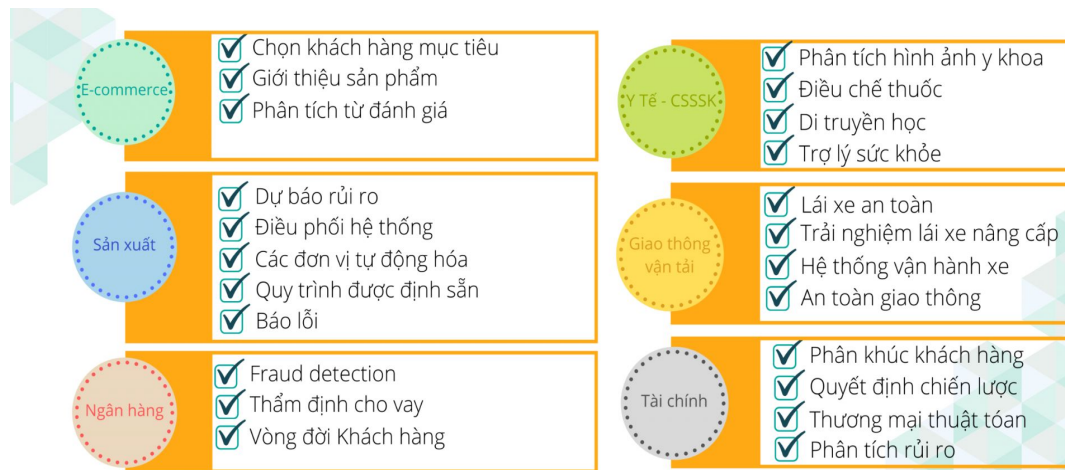 E-commerce
Chọn khách hàng mục tiêu
Giới thiệu sản phẩm
Phân tích từ đánh giá
Sản xuất
Dự báo rủi ro
Điều phối hệ thống
Các đơn vị tự động hóa
Quy trình được định sẵn
Báo lỗi
Ngân hàng
Fraud detection
Thẩm định cho vay
Vòng đời Khách hàng
Y Tế - CSSSK
Phân tích hình ảnh y khoa
Điều chế thuốc
Di truyền học
Trợ lý sức khỏe
Giao thông
vận tải
Lái xe an toàn
Trải nghiệm lái xe nâng cấp
Hệ thống vận hành xe
An toàn giao thông
Tài chính
Phân khúc khách hàng
Quyết định chiến lược
Thương mại thuật tóan
Phân tích rủi ro